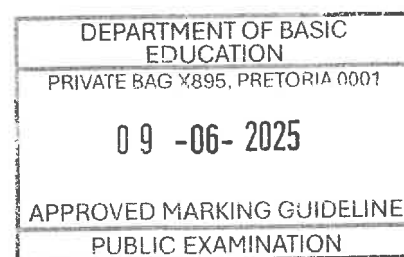 DEPARTMENT OF BASIC
EDUCATION
PRIVATE BAG X895, PRETORIA 0001
09 -06- 2025
APPROVED MARKING GUIDELINE
PUBLIC EXAMINATION